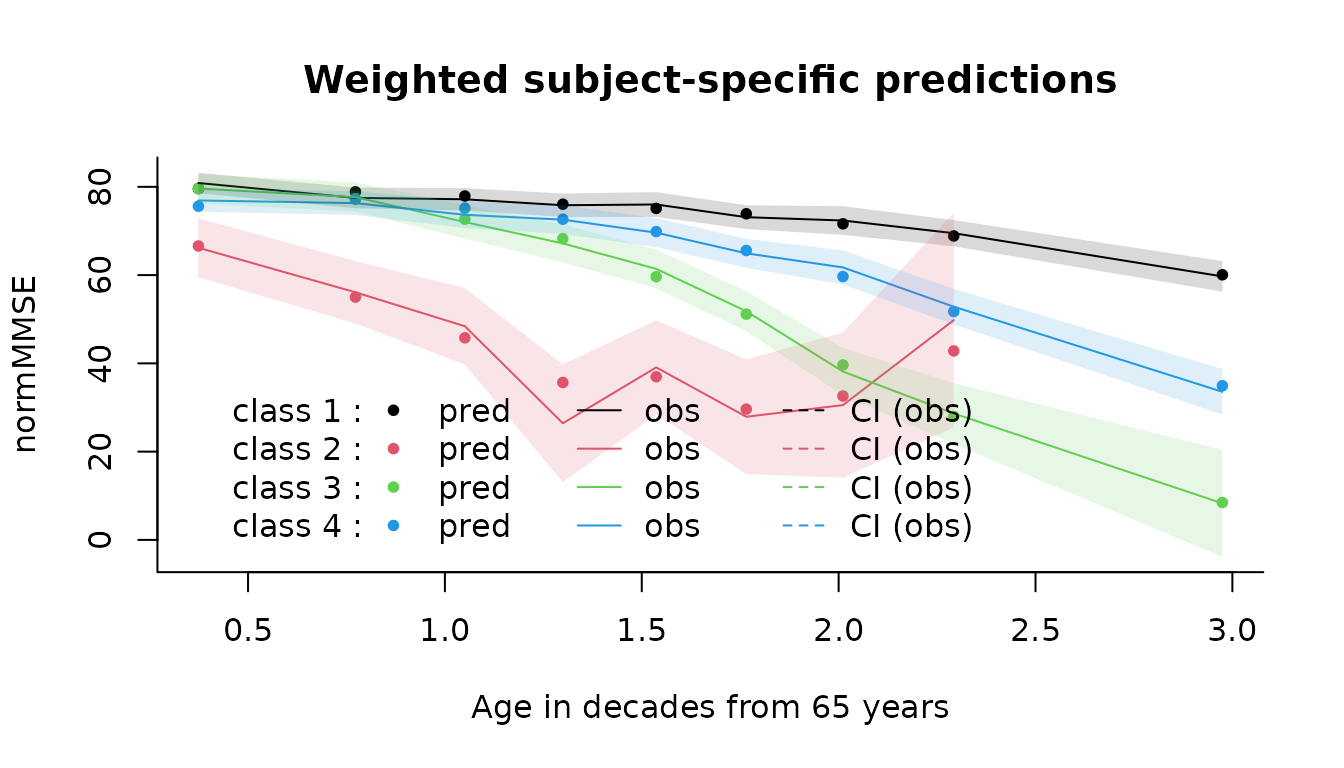 Weighted subject-specific predictions
normMMSE
80
60
40
20
0
class 1 : pred obs CI (obs)
class 2 : pred obs CI (obs)
class 3 : pred obs CI (obs)
class 4 : pred obs CI (obs)
0.5 1.0 1.5 2.0 2.5 3.0
Age in decades from 65 years